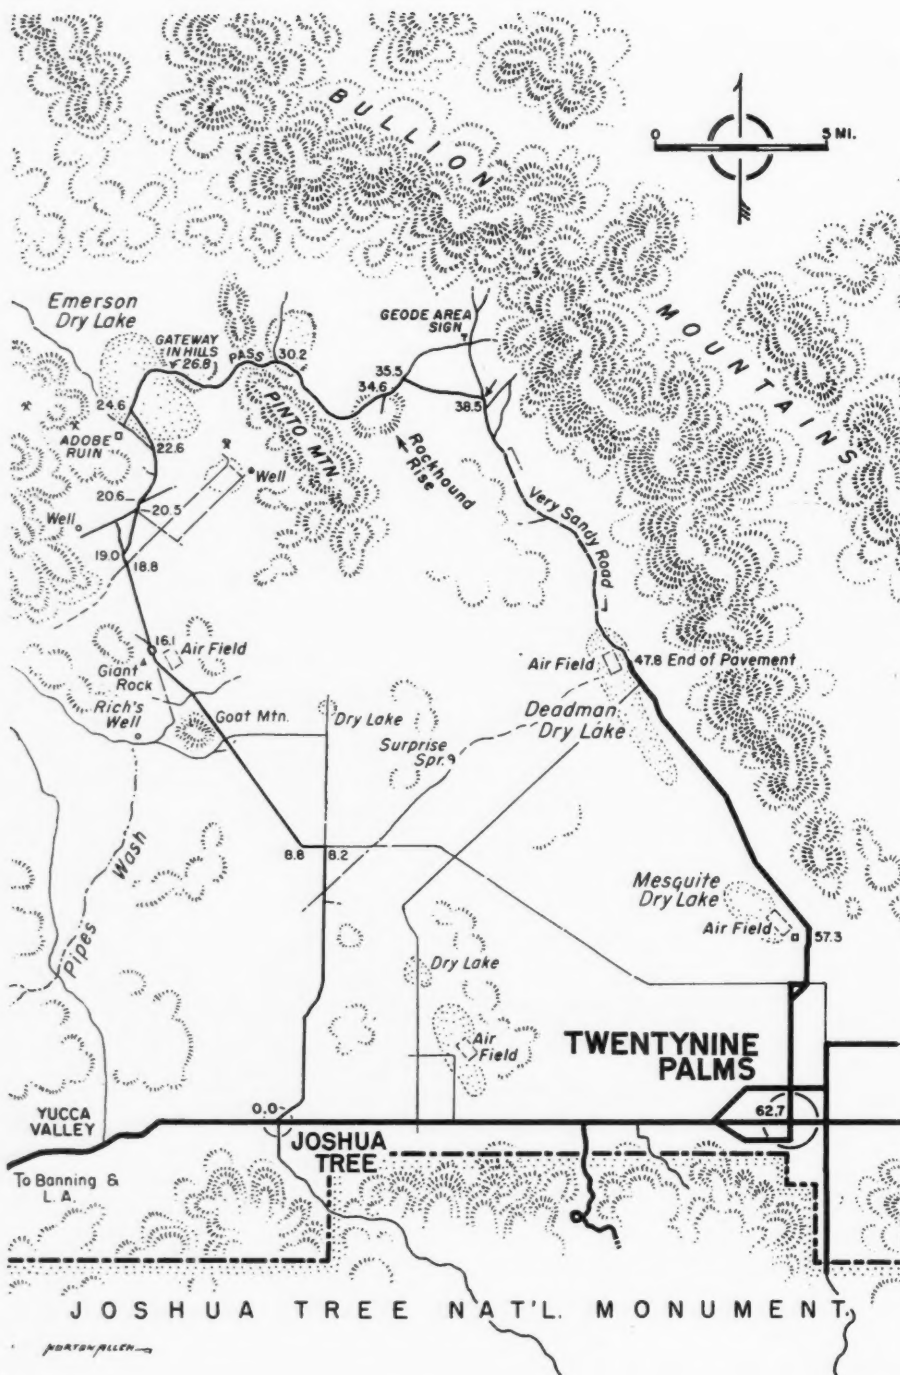 BULLION
MOUNTAINS
0 5 MI.
Emerson
Dry Lake
GATEWAY
IN HILLS
26.8
PASS
30.2
GEODE AREA
SIGN
35.5
34.6
38.5
PINTO MTN
Rockhound
Rise
24.6
ADOBE
RUIN
22.6
Well
20.6
20.5
Well
19.0
18.8
Very Sandy Road
16.1
Air Field
Giant
Rock
Rich's
Well
Goat Mtn.
Dry Lake
Surprise
Spr.
Air Field
47.8 End of Pavement
Deadman
Dry Lake
8.8
8.2
Pipes Wash
Mesquite
Dry Lake
Air Field
57.3
Dry Lake
Air
Field
TWENTYNINE
PALMS
62.7
YUCCA
VALLEY
0.0
JOSHUA
TREE
To Banning &
L.A.
JOSHUA TREE NAT'L. MONUMENT.
NORTON ALLEN